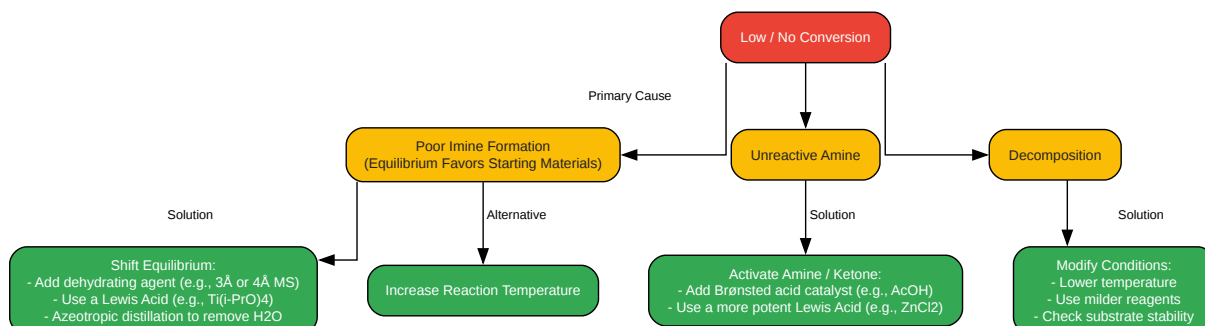 Low / No Conversion
Primary Cause
Poor Imine Formation
(Equilibrium Favors Starting Materials)
Unreactive Amine
Decomposition
Solution
Alternative
Solution
Solution
Shift Equilibrium:
- Add dehydrating agent (e.g., 3Å or 4Å MS)
- Use a Lewis Acid (e.g., Ti(i-PrO)4)
- Azeotropic distillation to remove H2O
Increase Reaction Temperature
Activate Amine / Ketone:
- Add Brønsted acid catalyst (e.g., AcOH)
- Use a more potent Lewis Acid (e.g., ZnCl2)
Modify Conditions:
- Lower temperature
- Use milder reagents
- Check substrate stability